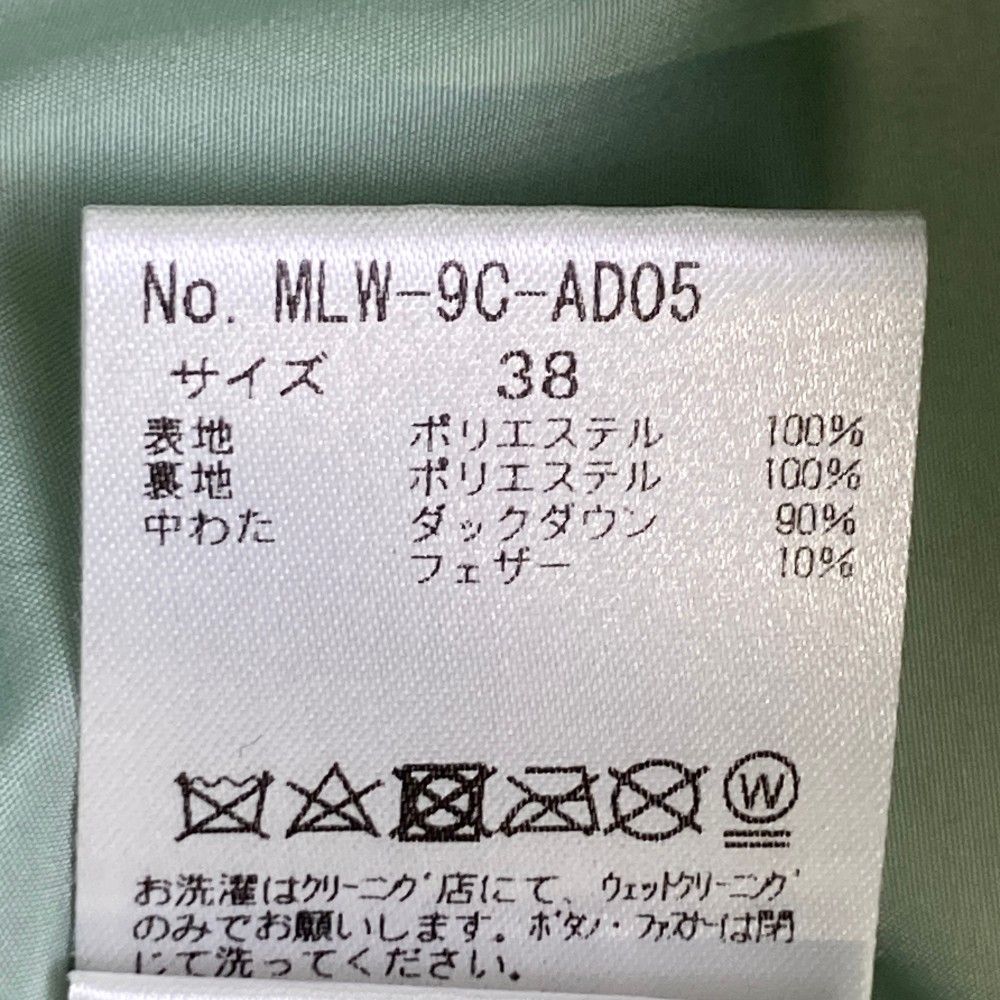 No. MLW-9C-AD05
サイズ 38
表地 ポリエステル 100%
裏地 ポリエステル 100%
中わた ダックダウン 90%
フェザー 10%
W
お洗濯はｸﾘｰﾆﾝｸﾞ店にて、ｳｪｯﾄｸﾘｰﾆﾝｸﾞ
のみでお願いします。ﾎﾞﾀﾝ・ﾌｧｽﾅｰは閉
じて洗ってください。